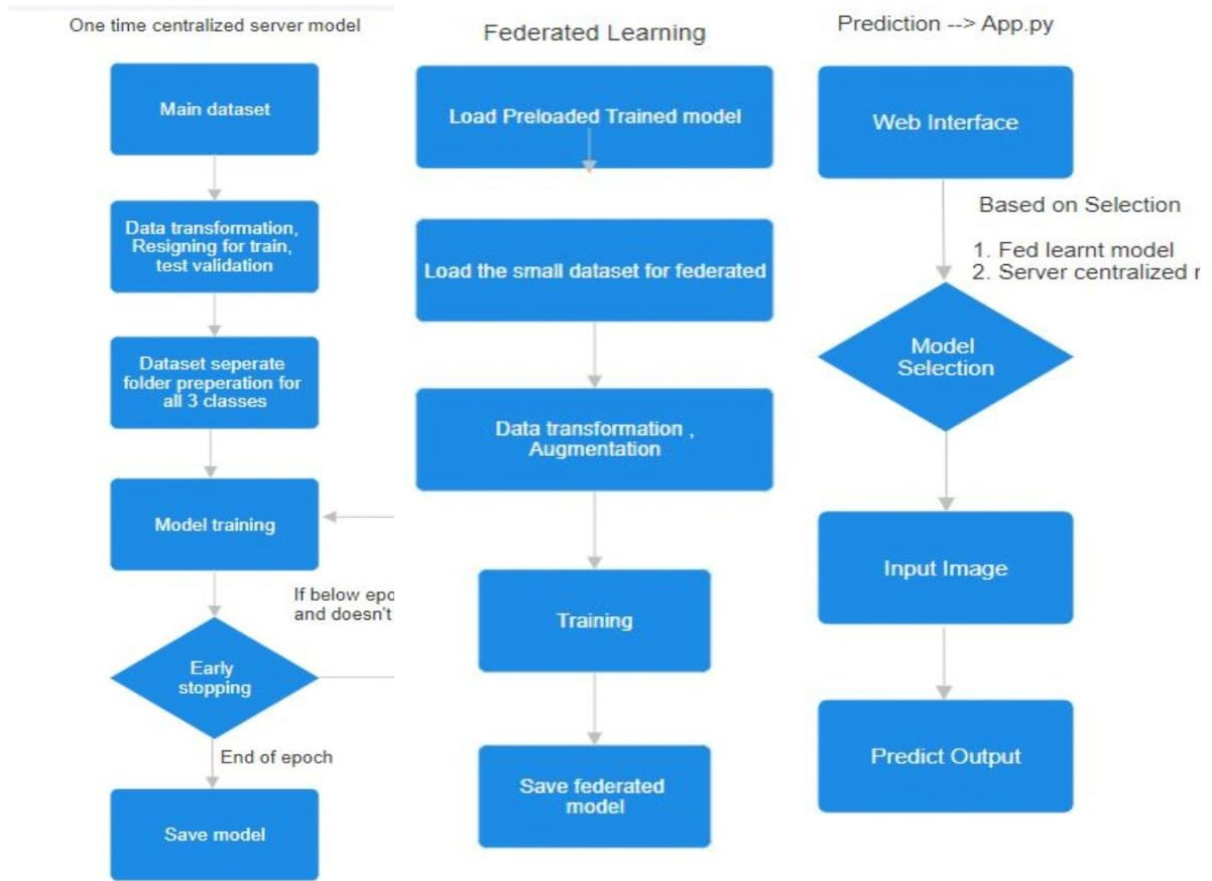 One time centralized server model
Main dataset
Data transformation,
Resigning for train,
test validation
Dataset seperate
folder preperation for
all 3 classes
Model training
If below epo
and doesn't
Early
stopping
End of epoch
Save model
Federated Learning
Load Preloaded Trained model
Load the small dataset for federated
Data transformation ,
Augmentation
Training
Save federated
model
Prediction --> App.py
Web Interface
Based on Selection
1. Fed learnt model
2. Server centralized
Model
Selection
Input Image
Predict Output